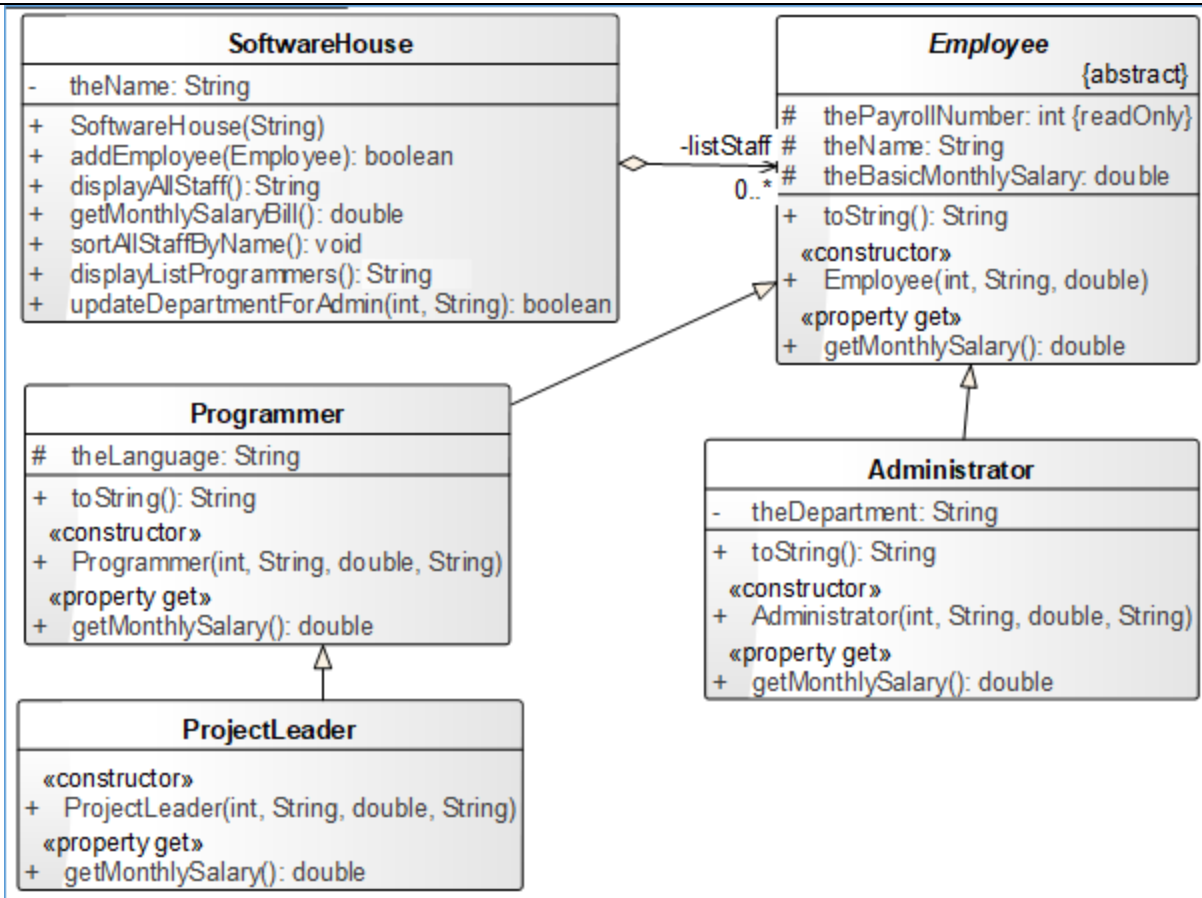 SoftwareHouse
- theName: String
+ SoftwareHouse(String)
+ addEmployee(Employee): boolean
+ displayAllStaff(): String
+ getMonthlySalaryBill(): double
+ sortAllStaffByName(): void
+ displayListProgrammers(): String
+ updateDepartmentForAdmin(int, String): boolean
-listStaff
0..*
Employee
{abstract}
# thePayrollNumber: int {readOnly}
# theName: String
# theBasicMonthlySalary: double
+ toString(): String
«constructor»
+ Employee(int, String, double)
«property get»
+ getMonthlySalary(): double
Programmer
# theLanguage: String
+ toString(): String
«constructor»
+ Programmer(int, String, double, String)
«property get»
+ getMonthlySalary(): double
Administrator
- theDepartment: String
+ toString(): String
«constructor»
+ Administrator(int, String, double, String)
«property get»
+ getMonthlySalary(): double
ProjectLeader
«constructor»
+ ProjectLeader(int, String, double, String)
«property get»
+ getMonthlySalary(): double